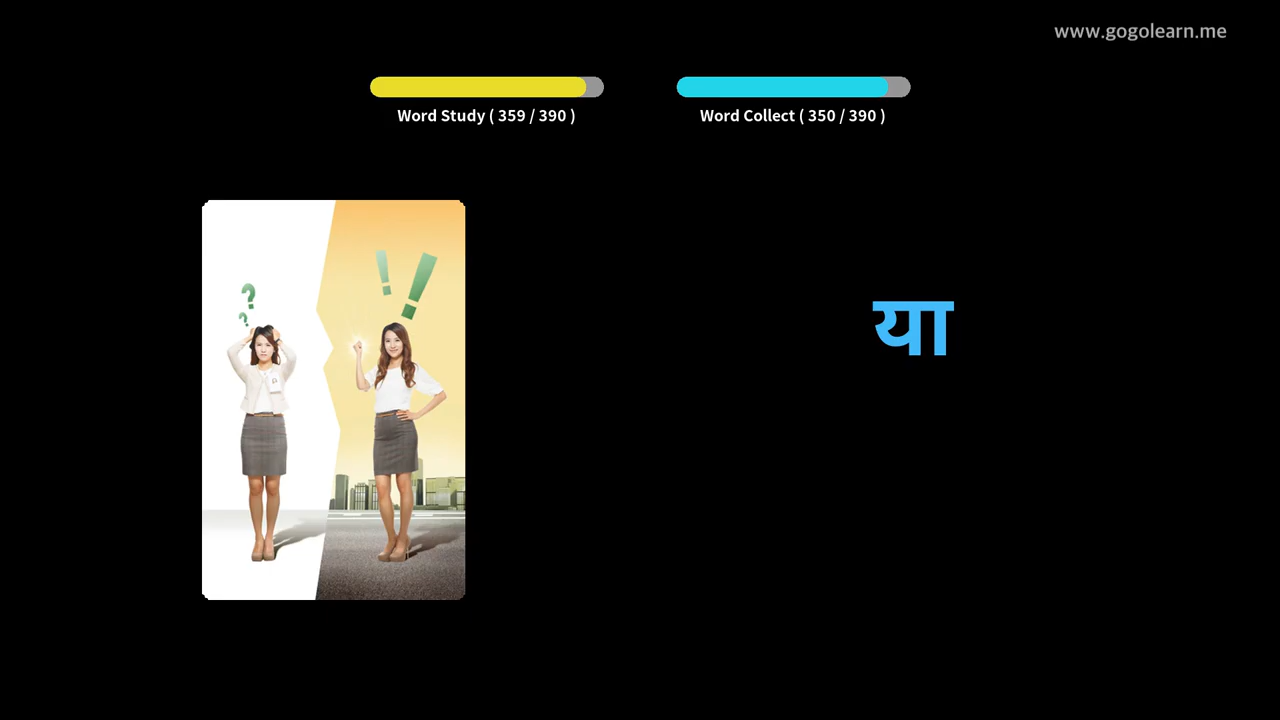 www.gogolearn.me
Word Study ( 359 / 390 )
Word Collect ( 350 / 390 )
? ? ! !
या